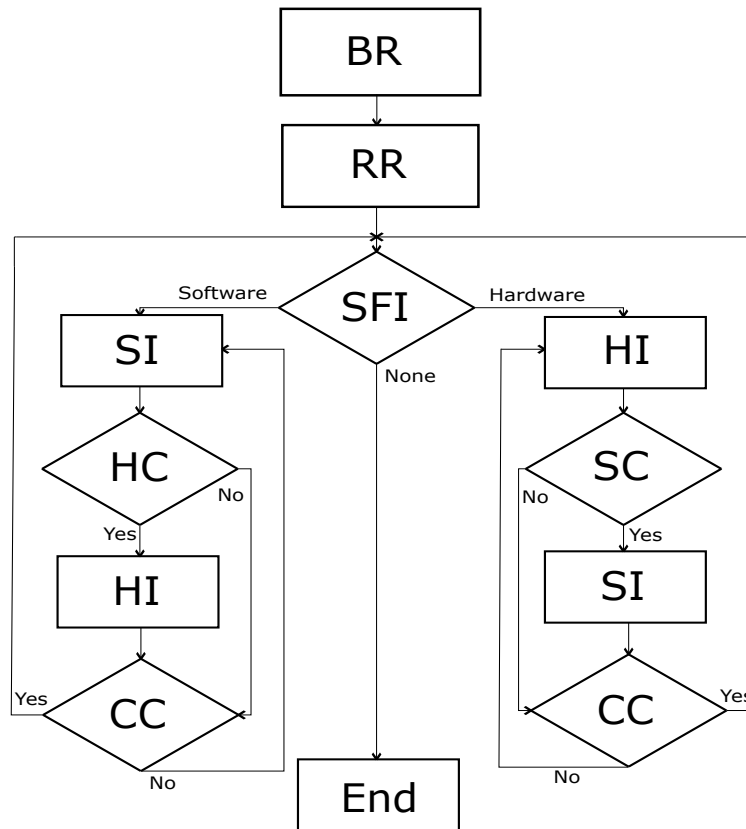 BR
RR
Software
SFI
Hardware
SI
HI
None
HC
SC
No
No
Yes
Yes
HI
SI
Yes
CC
CC
Yes
No
No
End